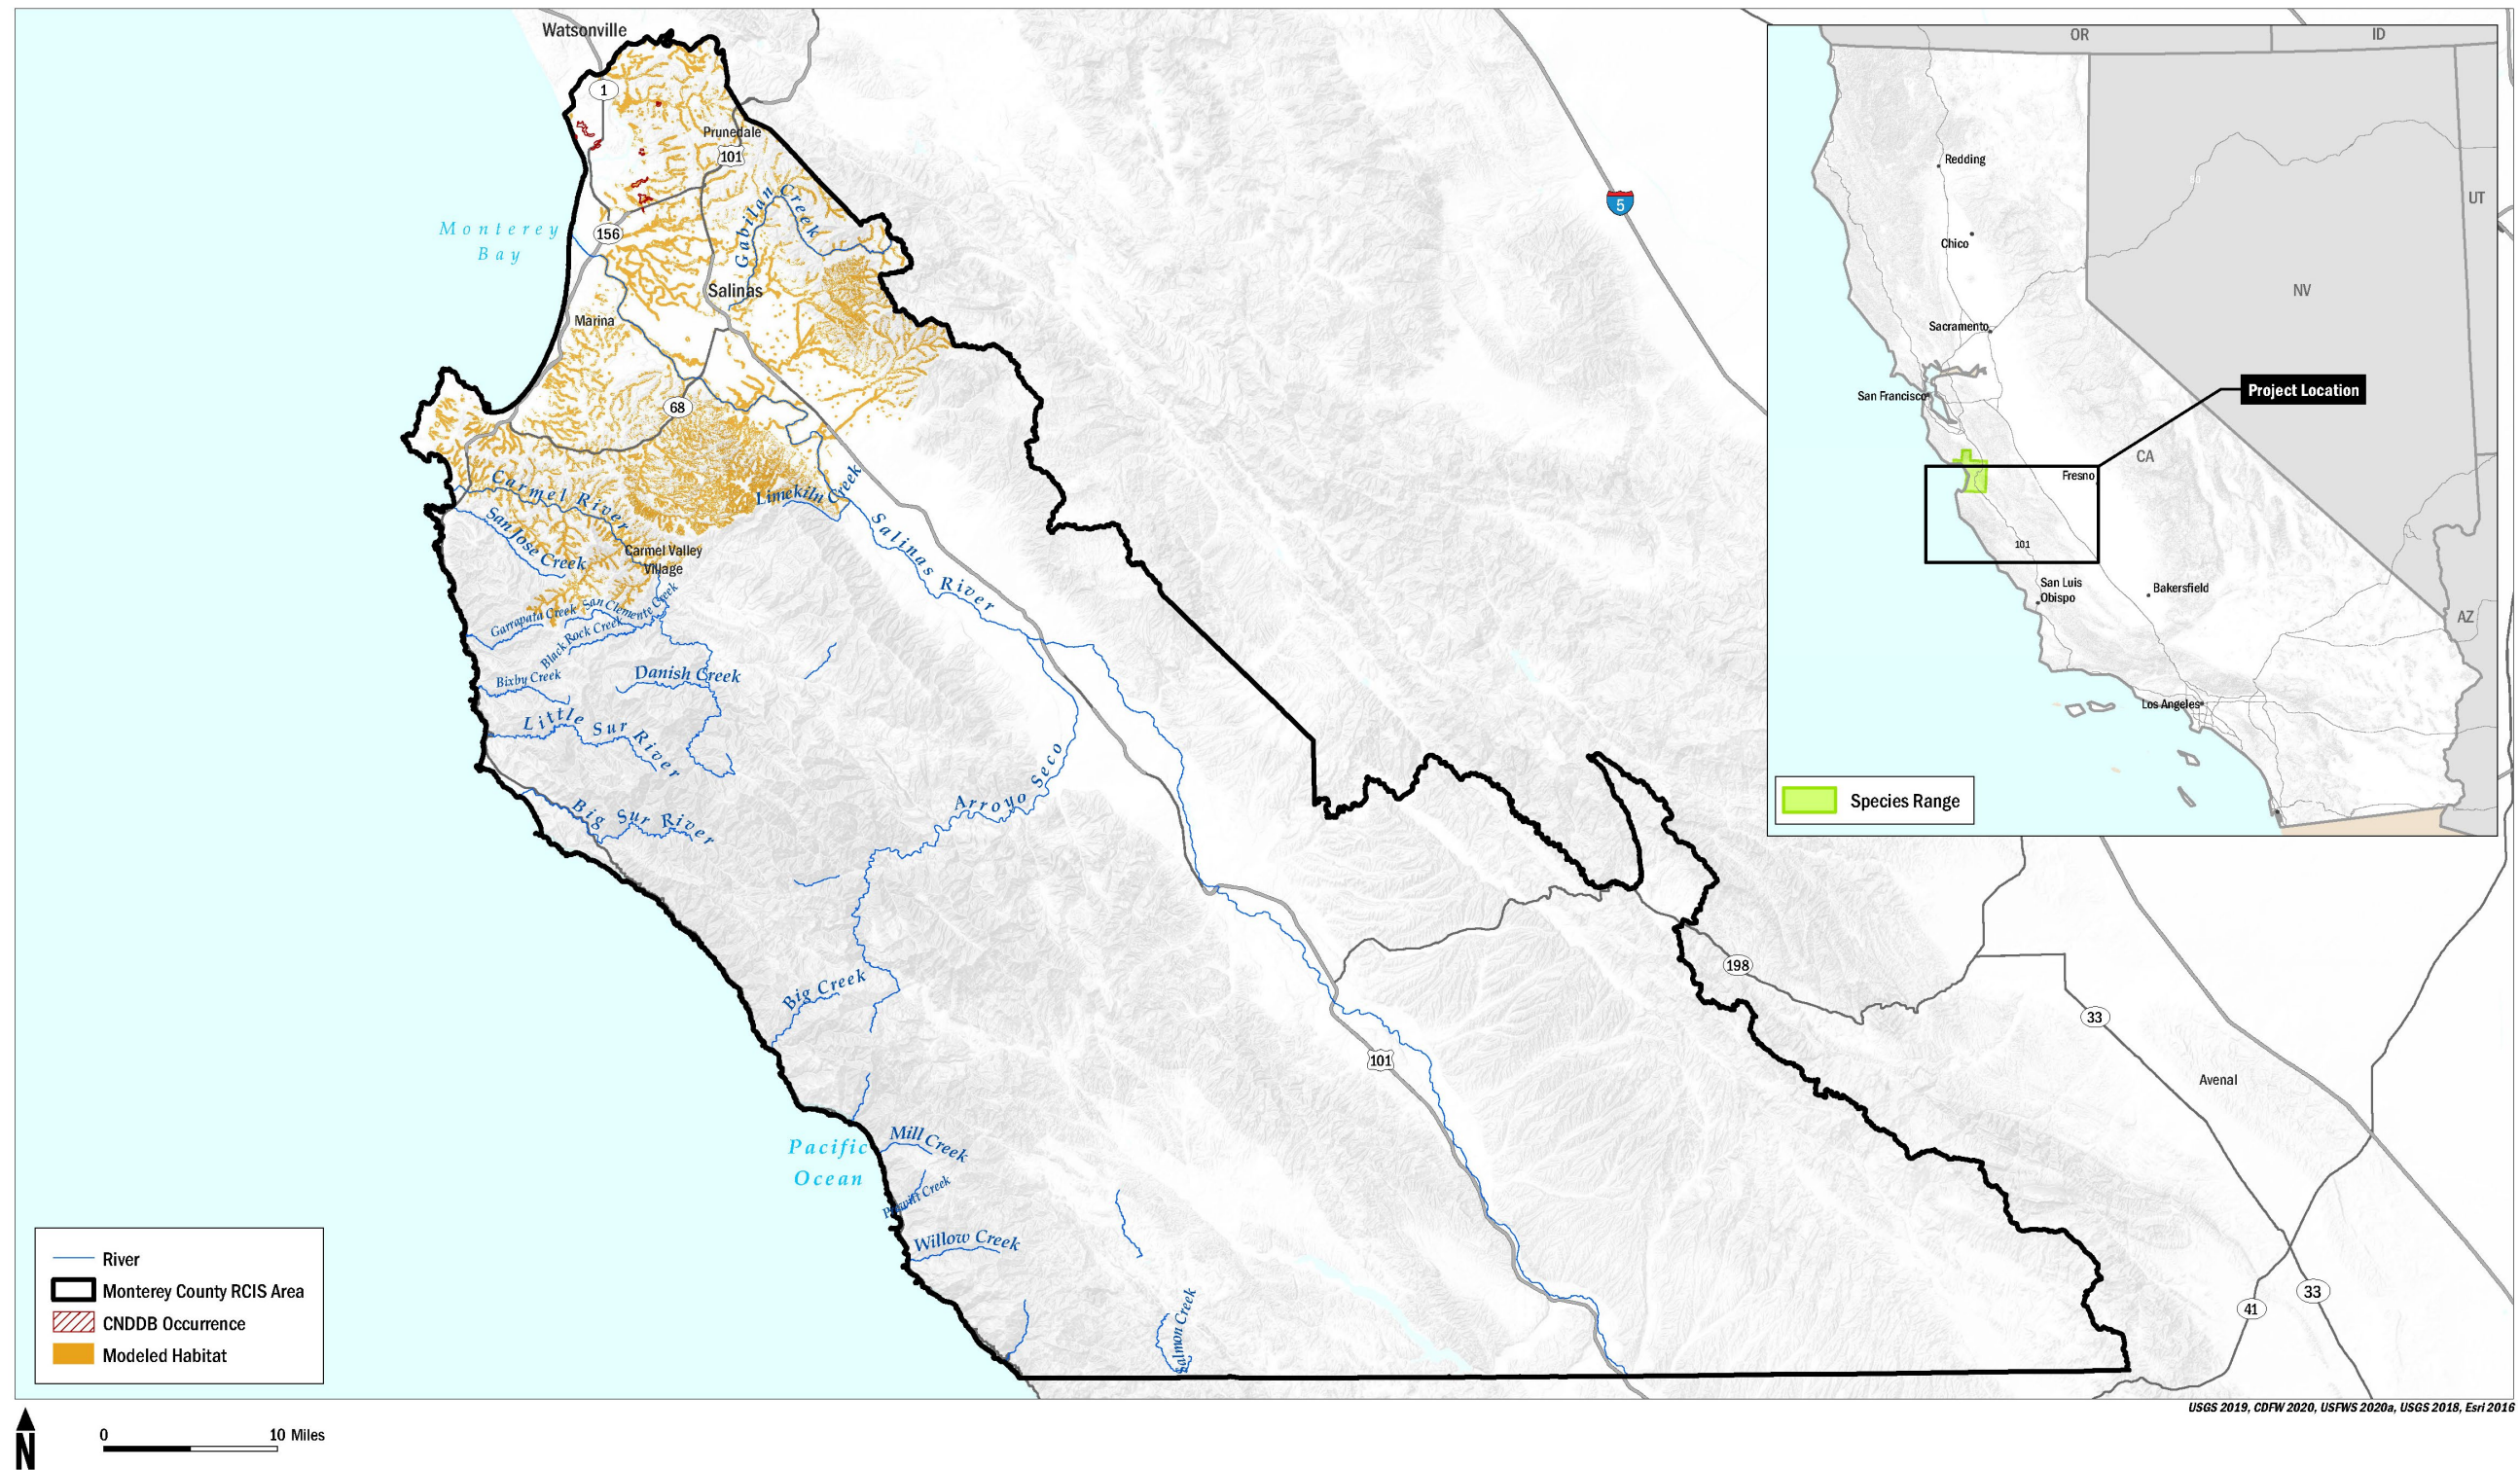 Watsonville
1
Prunedale
101
Gabilan Creek
Monterey
Bay
156
Salinas
Marina
68
Carmel River
Limekiln Creek
San Jose Creek
Salinas River
Carmel Valley
Village
Garrapata Creek
San Clemente Creek
Black Rock Creek
Bixby Creek
Danish Creek
Little Sur River
Arroyo Seco
Big Sur River
Big Creek
101
198
33
Avenal
Pacific
Ocean
Mill Creek
Creek
Willow Creek
Salmon Creek
41
33
5
OR
ID
Redding
UT
80
Chico
NV
Sacramento
San Francisco
Project Location
CA
Fresno
101
San Luis
Obispo
Bakersfield
AZ
Los Angeles
Species Range
River
Monterey County RCIS Area
CNDDB Occurrence
Modeled Habitat
USGS 2019, CDFW 2020, USFWS 2020a, USGS 2018, Esri 2016
N
0
10 Miles